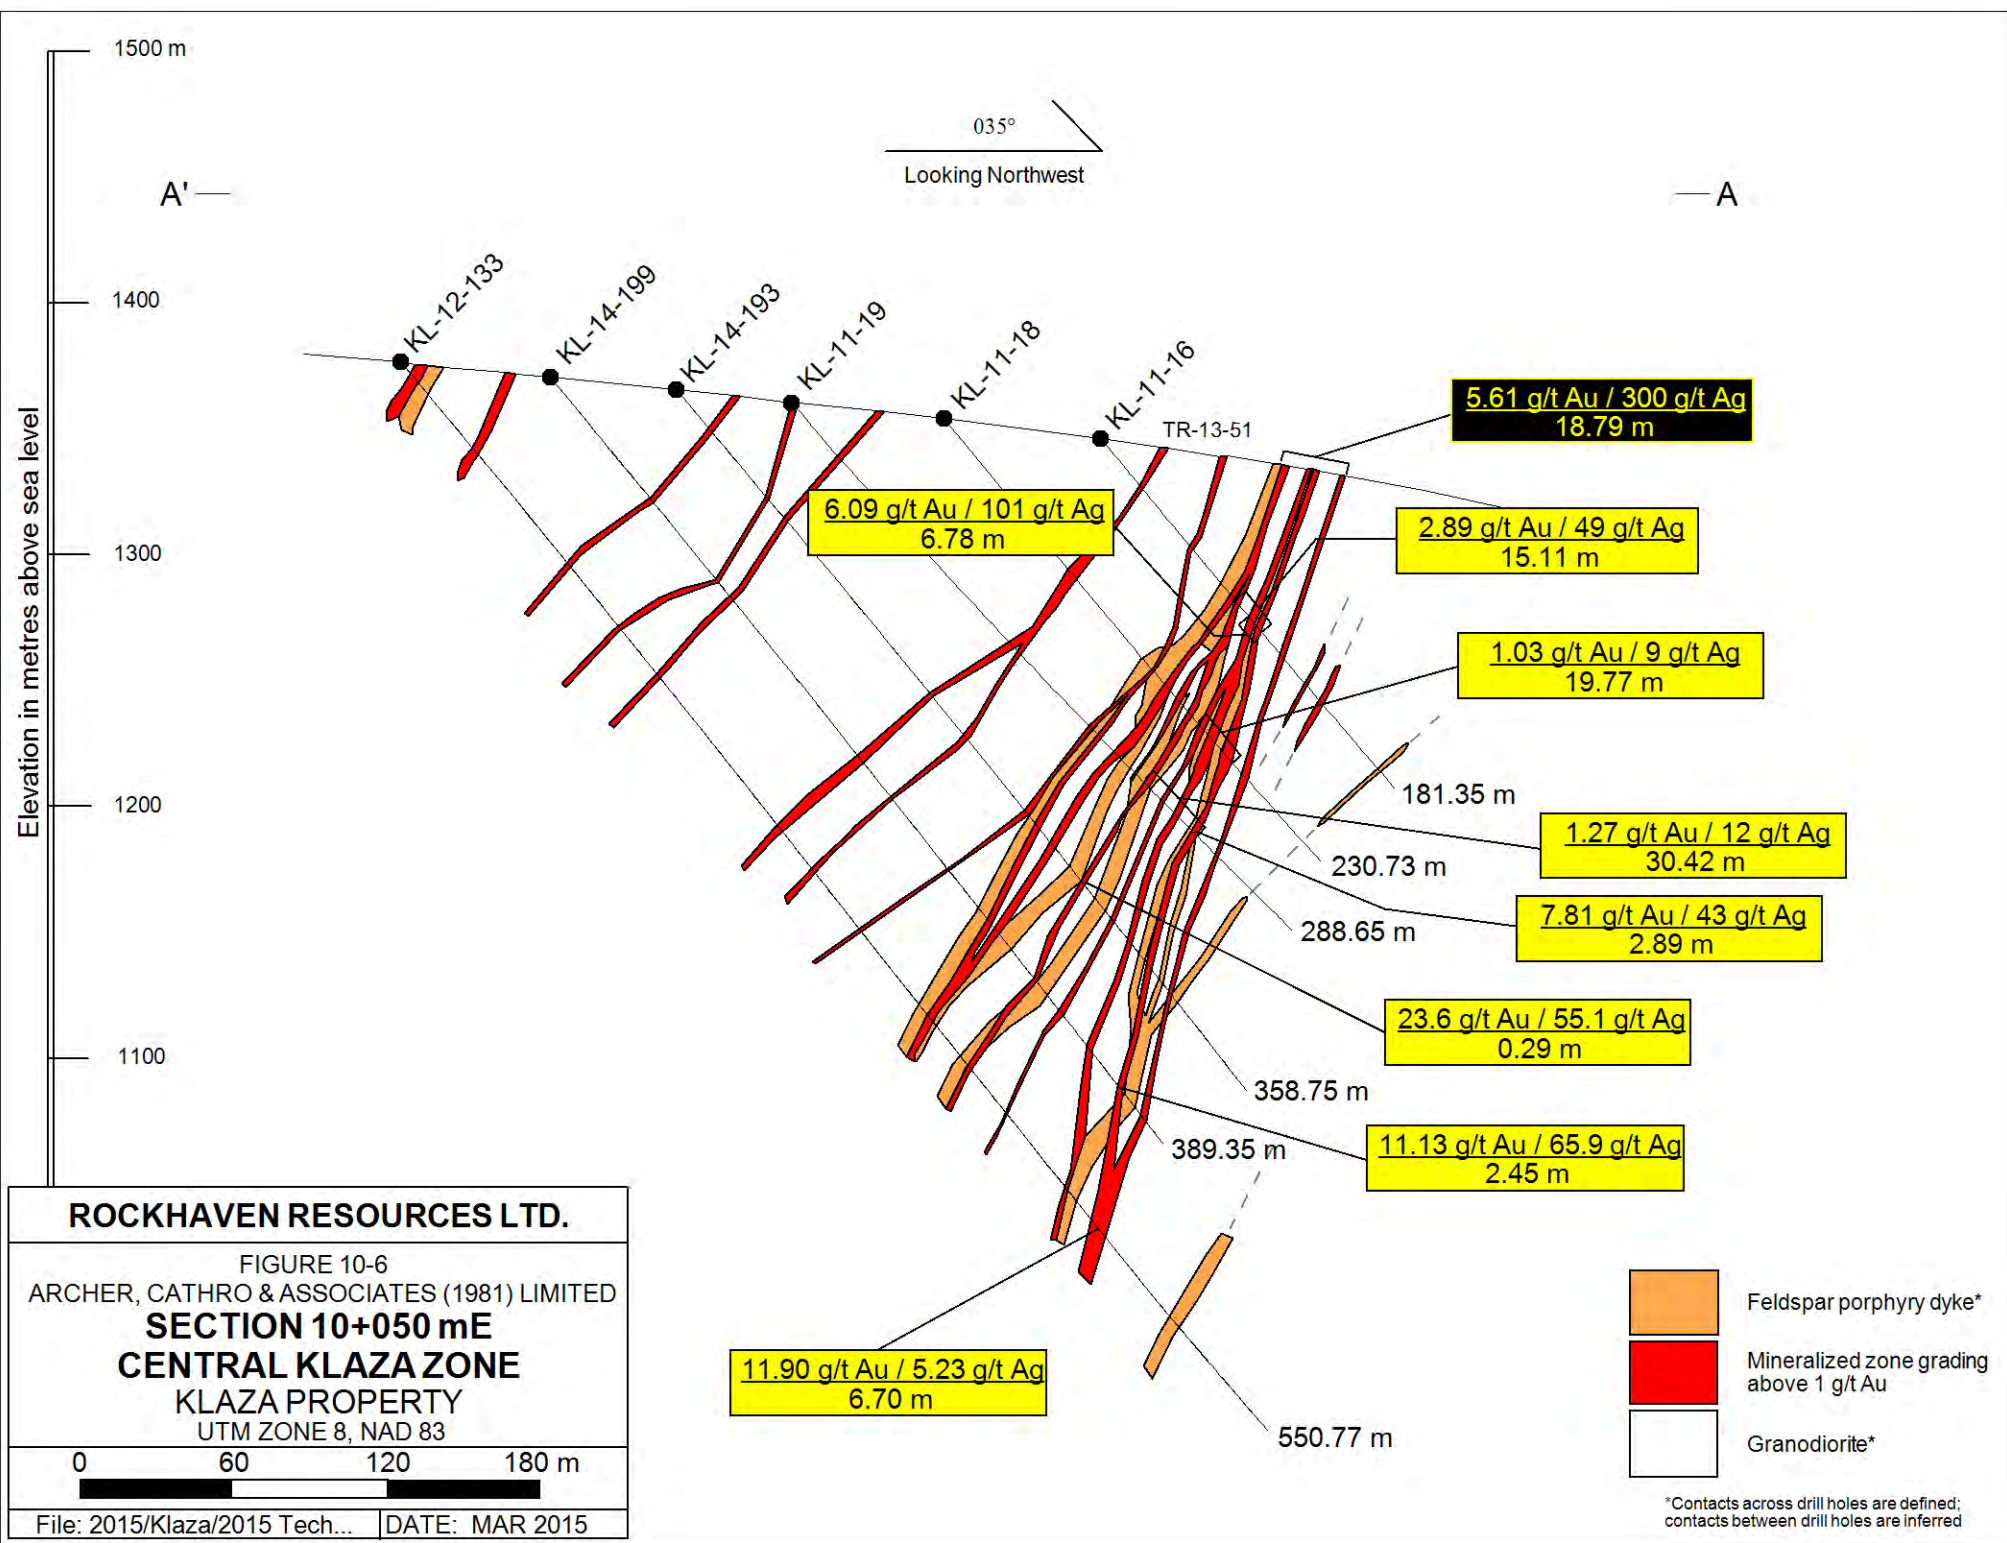 1500 m
035°
Looking Northwest
A'
A
1400
1300
1200
1100
Elevation in metres above sea level
KL-12-133
KL-14-199
KL-14-193
KL-11-19
KL-11-18
KL-11-16
TR-13-51
5.61 g/t Au / 300 g/t Ag
18.79 m
6.09 g/t Au / 101 g/t Ag
6.78 m
2.89 g/t Au / 49 g/t Ag
15.11 m
1.03 g/t Au / 9 g/t Ag
19.77 m
181.35 m
1.27 g/t Au / 12 g/t Ag
30.42 m
230.73 m
7.81 g/t Au / 43 g/t Ag
2.89 m
288.65 m
23.6 g/t Au / 55.1 g/t Ag
0.29 m
358.75 m
389.35 m
11.13 g/t Au / 65.9 g/t Ag
2.45 m
11.90 g/t Au / 5.23 g/t Ag
6.70 m
550.77 m
ROCKHAVEN RESOURCES LTD.
FIGURE 10-6
ARCHER, CATHRO & ASSOCIATES (1981) LIMITED
SECTION 10+050 mE
CENTRAL KLAZA ZONE
KLAZA PROPERTY
UTM ZONE 8, NAD 83
0 60 120 180 m
File: 2015/Klaza/2015 Tech... DATE: MAR 2015
Feldspar porphyry dyke*
Mineralized zone grading
above 1 g/t Au
Granodiorite*
*Contacts across drill holes are defined;
contacts between drill holes are inferred